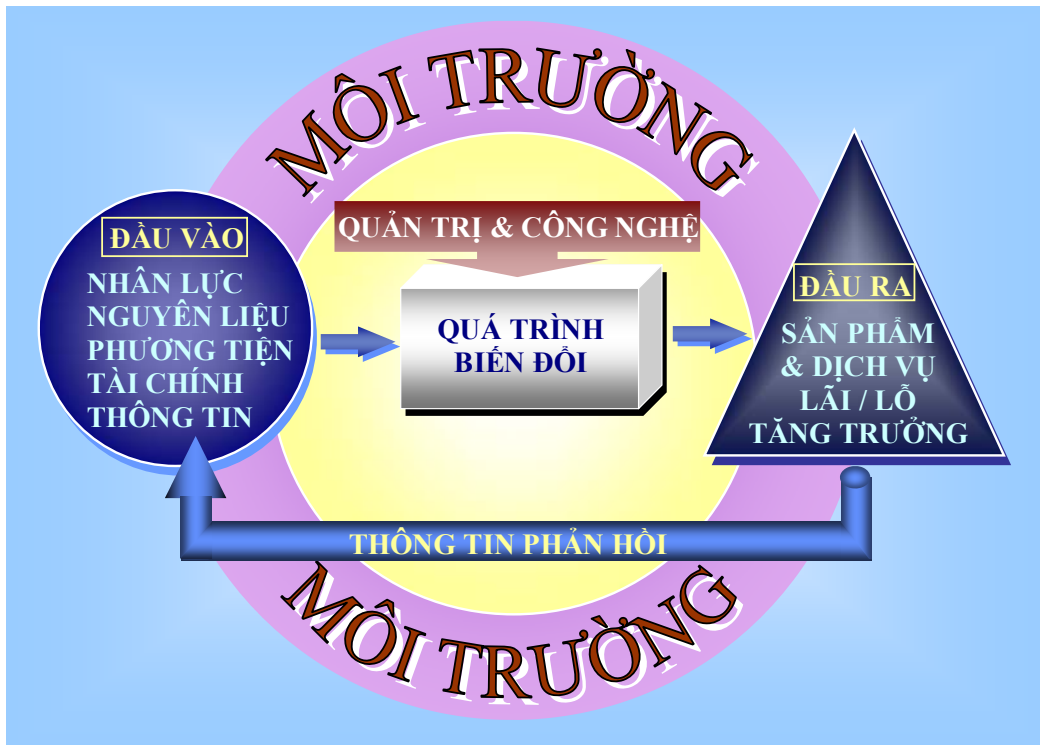 MÔI TRƯỜNG
QUẢN TRỊ & CÔNG NGHỆ
ĐẦU VÀO
NHÂN LỰC
NGUYÊN LIỆU
PHƯƠNG TIỆN
TÀI CHÍNH
THÔNG TIN
QUÁ TRÌNH
BIẾN ĐỔI
ĐẦU RA
SẢN PHẨM
& DỊCH VỤ
LÃI / LỖ
TĂNG TRƯỞNG
THÔNG TIN PHẢN HỒI
MÔI TRƯỜNG